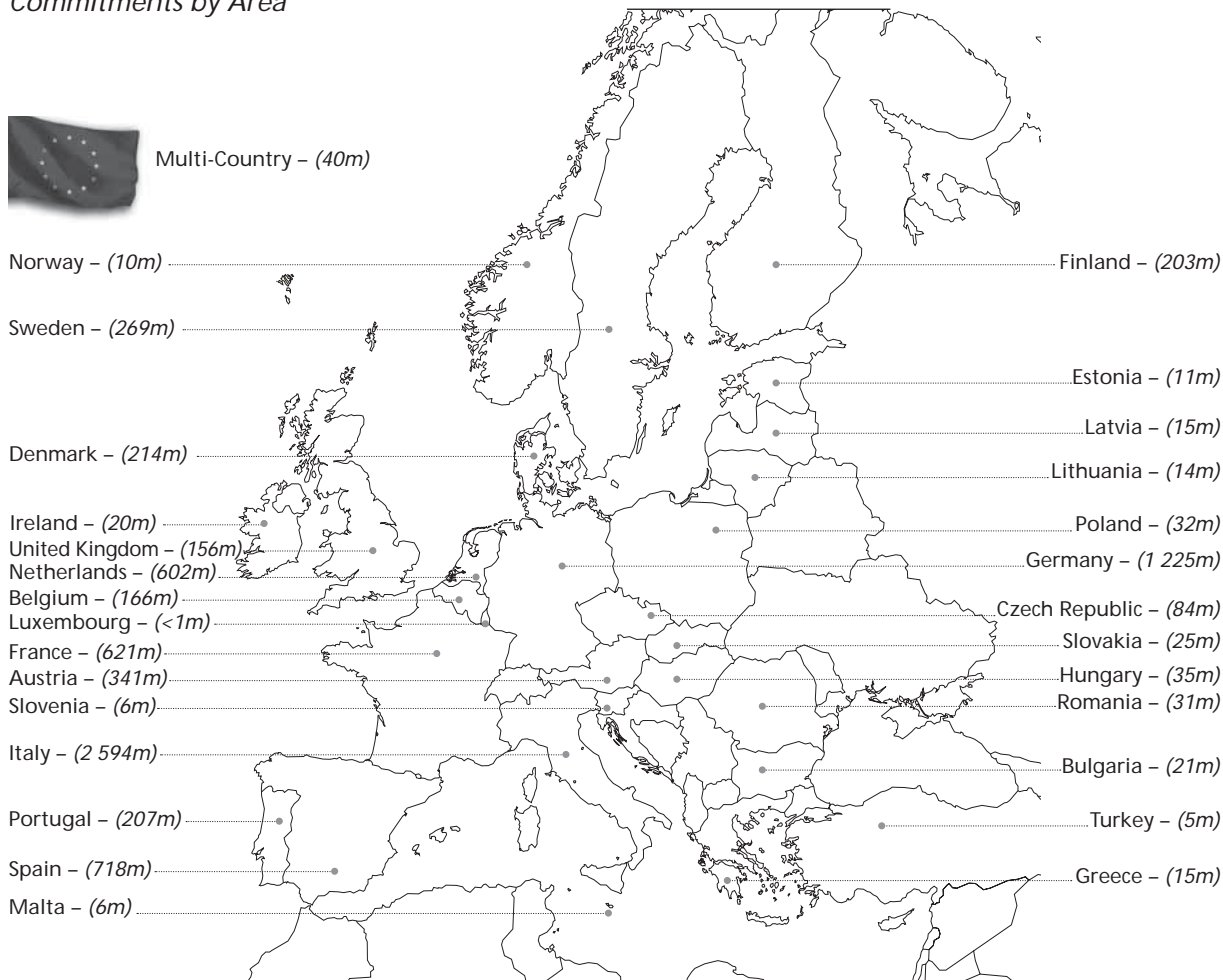 Commitments by Area
Multi-Country – (40m)
Norway – (10m)
Sweden – (269m)
Denmark – (214m)
Ireland – (20m)
United Kingdom – (156m)
Netherlands – (602m)
Belgium – (166m)
Luxembourg – (<1m)
France – (621m)
Austria – (341m)
Slovenia – (6m)
Italy – (2 594m)
Portugal – (207m)
Spain – (718m)
Malta – (6m)
Finland – (203m)
Estonia – (11m)
Latvia – (15m)
Lithuania – (14m)
Poland – (32m)
Germany – (1 225m)
Czech Republic – (84m)
Slovakia – (25m)
Hungary – (35m)
Romania – (31m)
Bulgaria – (21m)
Turkey – (5m)
Greece – (15m)